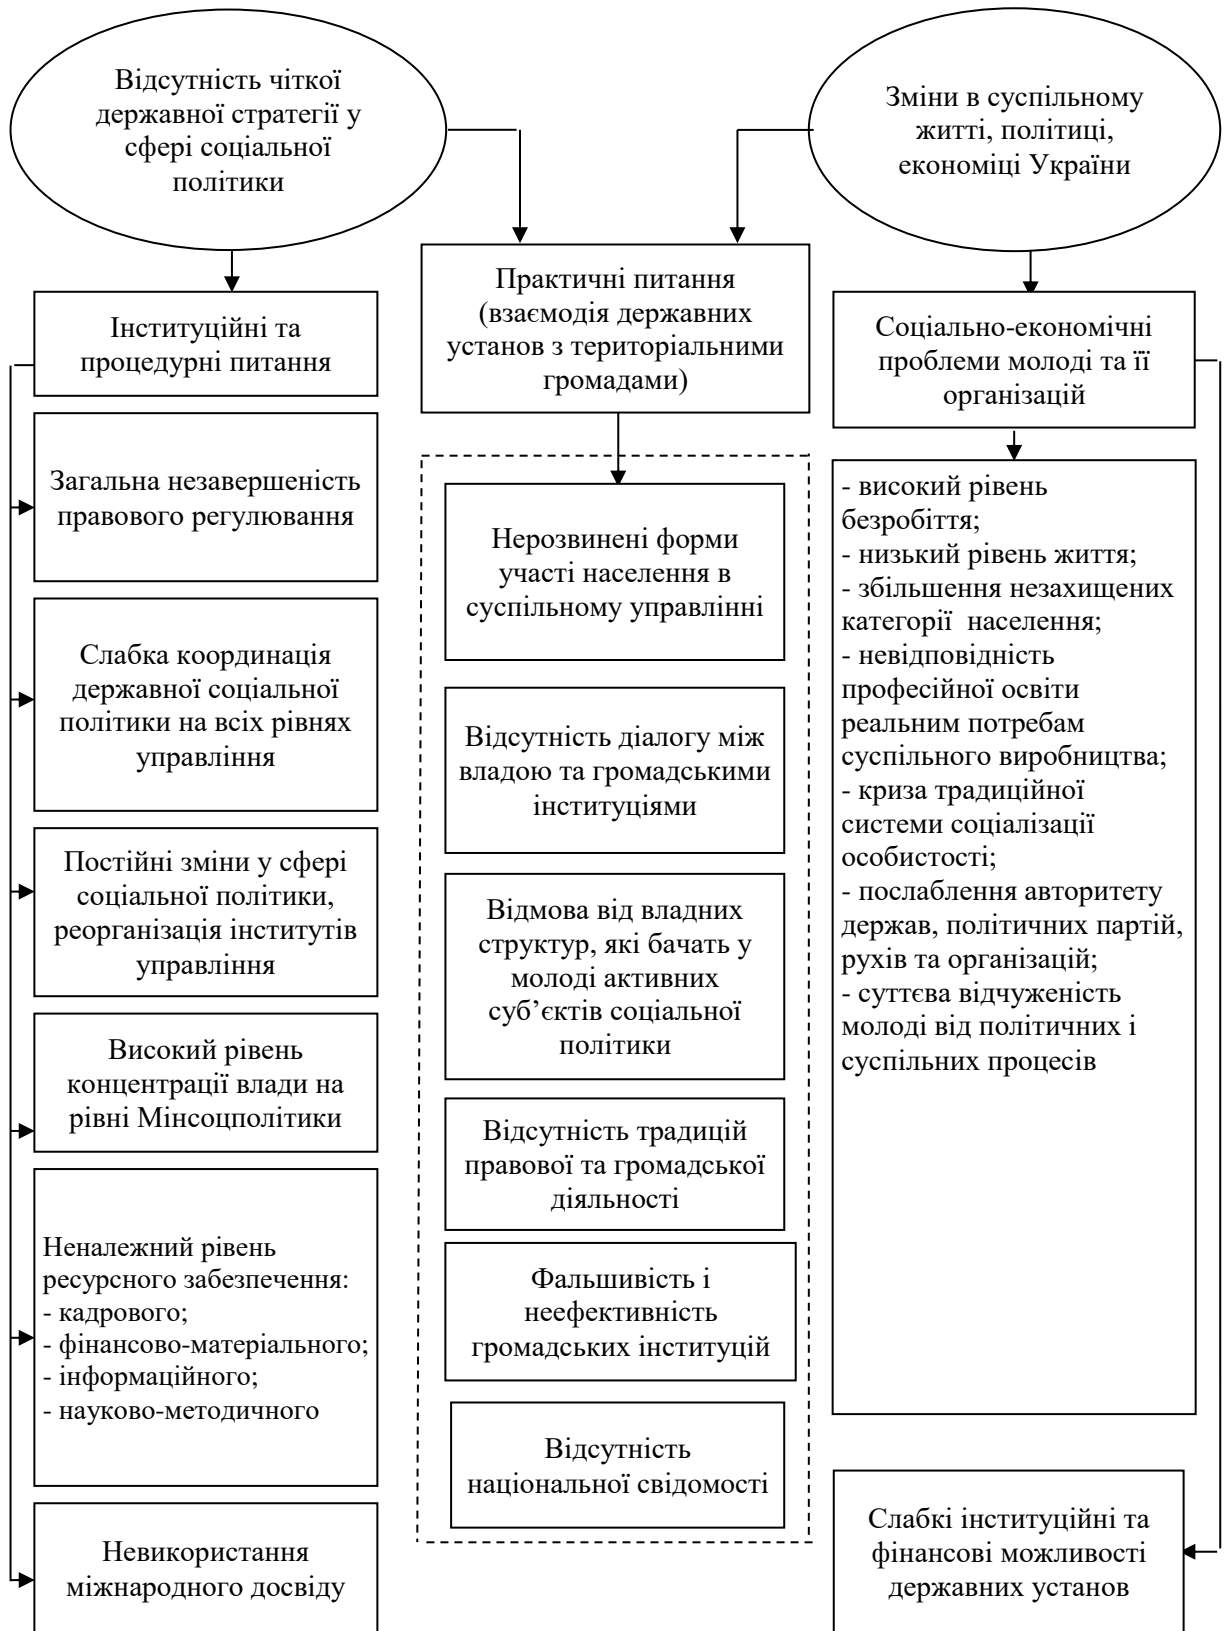 Відсутність чіткої
державної стратегії у
сфері соціальної
політики
Зміни в суспільному
житті, політиці,
економіці України
Інституційні та
процедурні питання
Практичні питання
(взаємодія державних
установ з територіальними
громадами)
Соціально-економічні
проблеми молоді та її
організацій
Загальна незавершеність
правового регулювання
Слабка координація
державної соціальної
політики на всіх рівнях
управління
Постійні зміни у сфері
соціальної політики,
реорганізація інститутів
управління
Високий рівень
концентрації влади на
рівні Мінсоцполітики
Неналежний рівень
ресурсного забезпечення:
- кадрового;
- фінансово-матеріального;
- інформаційного;
- науково-методичного
Невикористання
міжнародного досвіду
Нерозвинені форми
участі населення в
суспільному управлінні
Відсутність діалогу між
владою та громадськими
інституціями
Відмова від владних
структур, які бачать у
молоді активних
суб’єктів соціальної
політики
Відсутність традицій
правової та громадської
діяльності
Фальшивість і
неефективність
громадських інституцій
Відсутність
національної свідомості
- високий рівень
безробіття;
- низький рівень життя;
- збільшення незахищених
категорії  населення;
- невідповідність
професійної освіти
реальним потребам
суспільного виробництва;
- криза традиційної
системи соціалізації
особистості;
- послаблення авторитету
держав, політичних партій,
рухів та організацій;
- суттєва відчуженість
молоді від політичних і
суспільних процесів
Слабкі інституційні та
фінансові можливості
державних установ